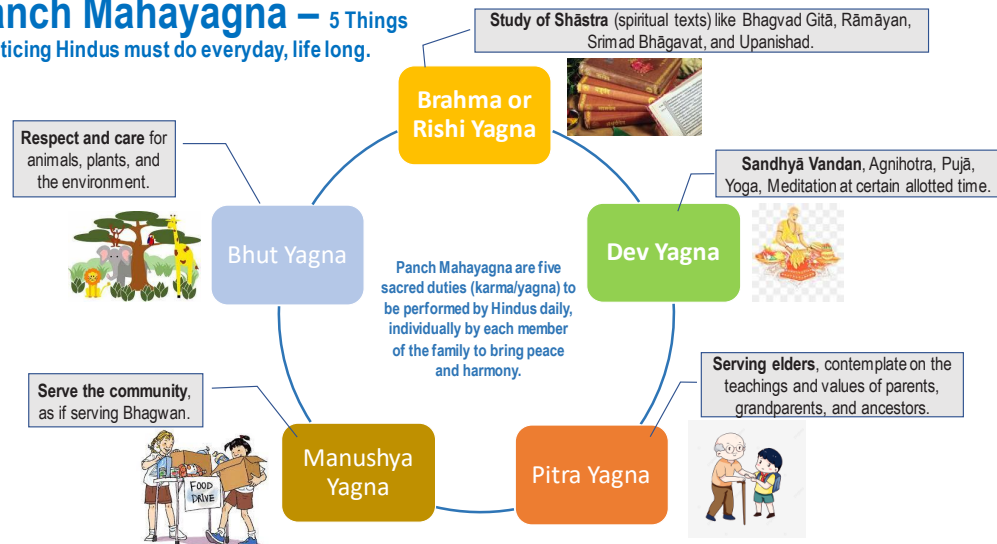 anch Mahayagna – 5 Things
ticing Hindus must do everyday, life long.
Study of Shāstra (spiritual texts) like Bhagvad Gitā, Rāmāyan,
Srimad Bhāgavat, and Upanishad.
Brahma or
Rishi Yagna
Respect and care for
animals, plants, and
the environment.
Sandhyā Vandan, Agnihotra, Pujā,
Yoga, Meditation at certain allotted time.
Bhut Yagna
Dev Yagna
Panch Mahayagna are five
sacred duties (karma/yagna) to
be performed by Hindus daily,
individually by each member
of the family to bring peace
and harmony.
Serve the community,
as if serving Bhagwan.
Serving elders, contemplate on the
teachings and values of parents,
grandparents, and ancestors.
Manushya
Yagna
Pitra Yagna
FOOD
DRIVE